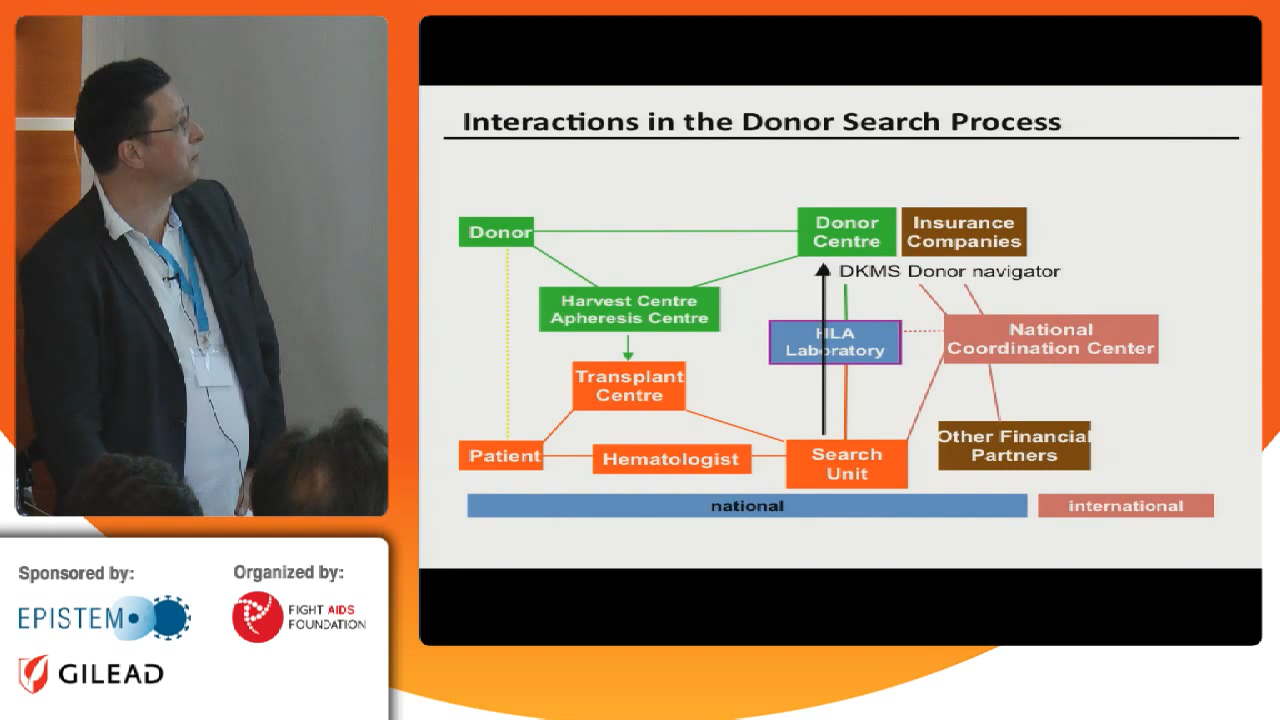 Interactions in the Donor Search Process
Donor
Donor
Centre
Insurance
Companies
DKMS Donor navigator
Harvest Centre
Apheresis Centre
HLA
Laboratory
National
Coordination Center
Transplant
Centre
Patient
Hematologist
Search
Unit
Other Financial
Partners
national
international
Sponsored by:
EPISTEM
GILEAD
Organized by:
FIGHT AIDS
FOUNDATION